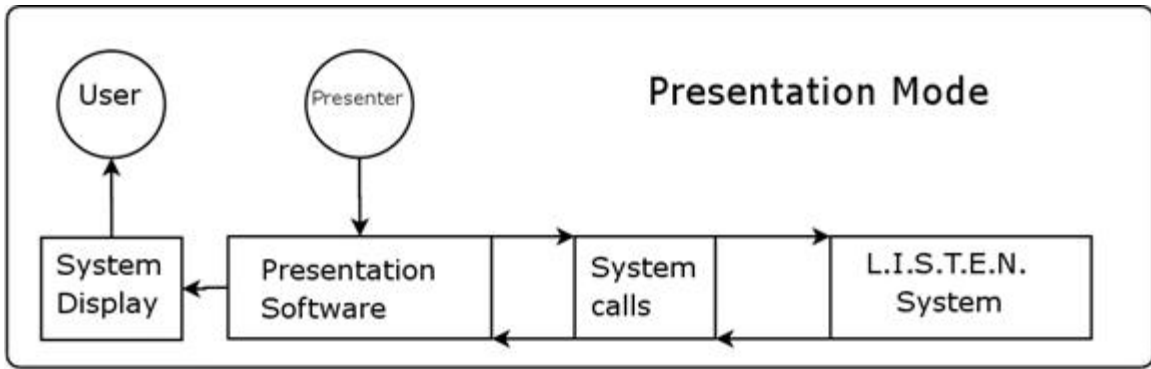 User
Presenter
Presentation Mode
System
Display
Presentation
Software
System
calls
L.I.S.T.E.N.
System